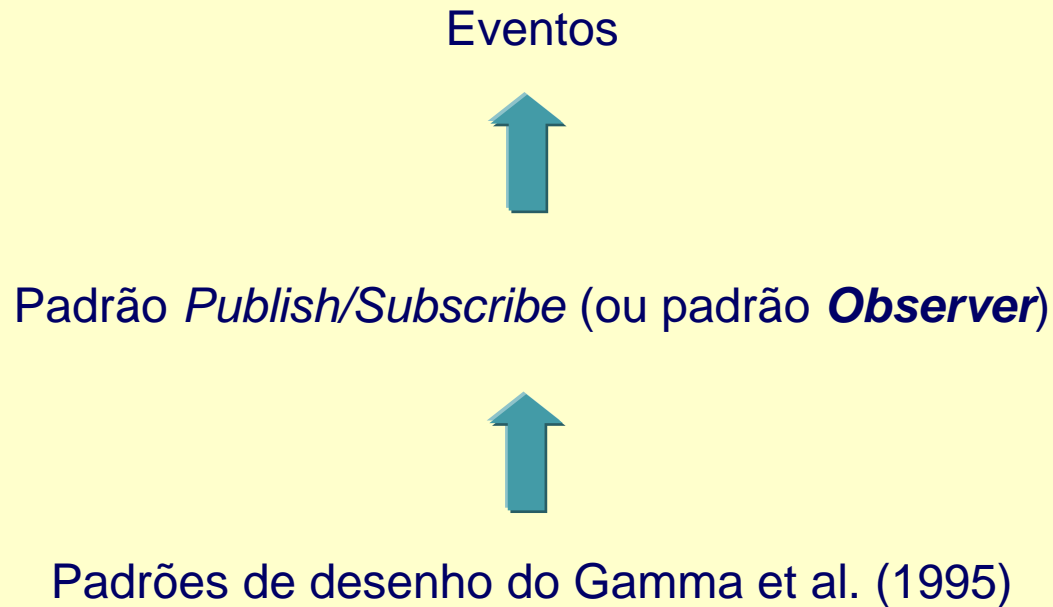 Eventos
Padrão Publish/Subscribe (ou padrão Observer)
Padrões de desenho do Gamma et al. (1995)